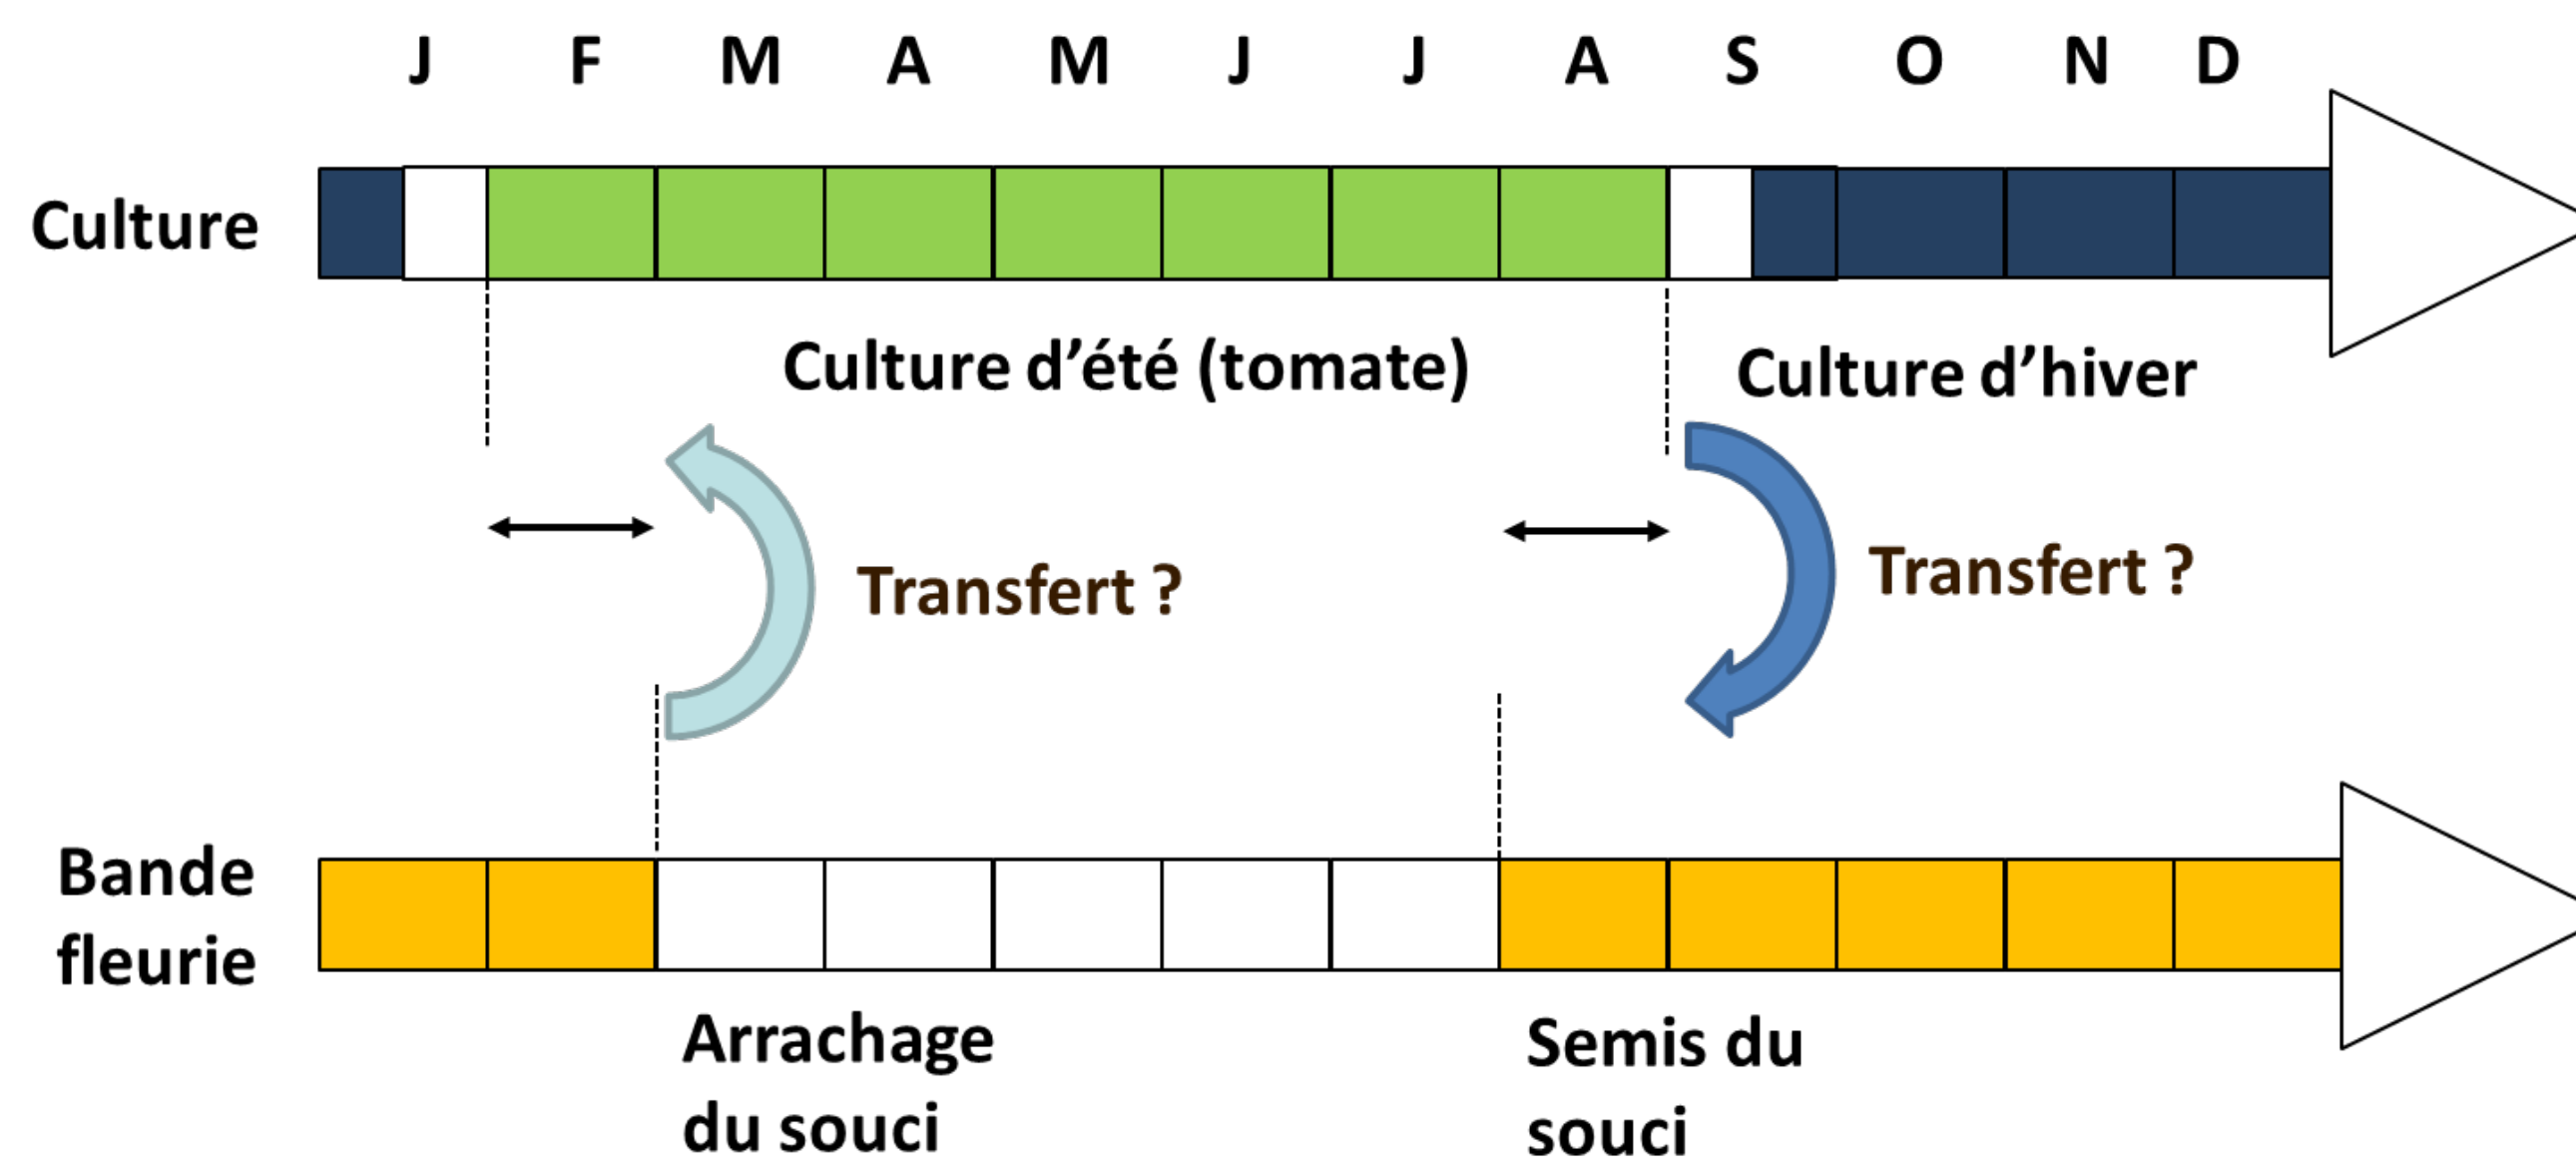 J F M A M J J A S O N D
Culture
Culture d’été (tomate)
Culture d’hiver
Transfert ?
Transfert ?
Bande
fleurie
Arrachage
du souci
Semis du
souci